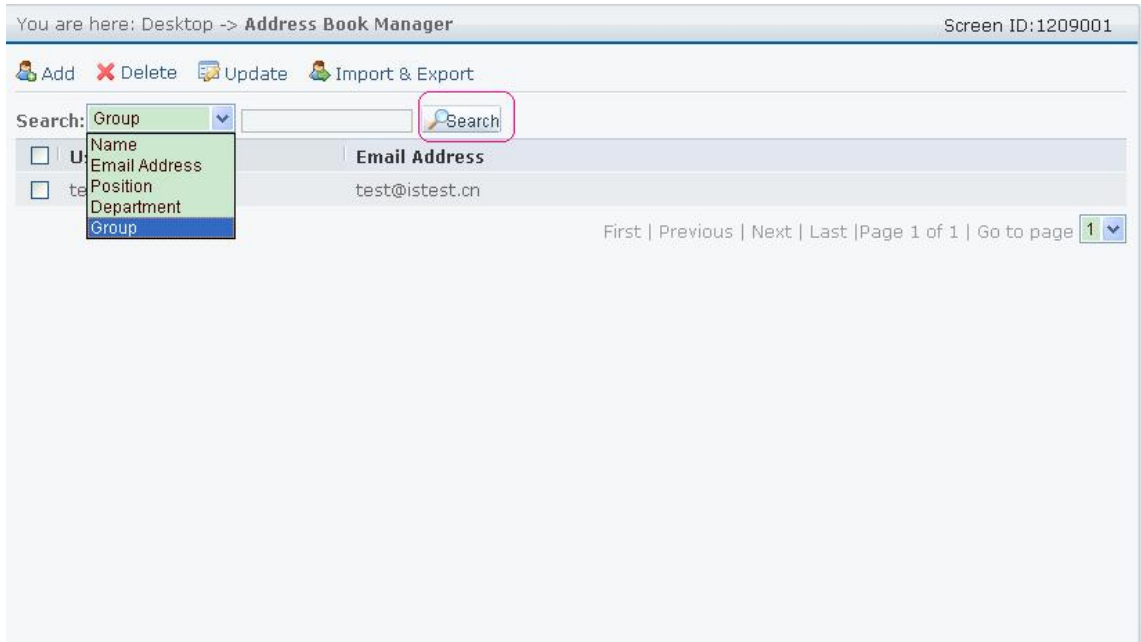 You are here: Desktop -> Address Book Manager Screen ID:1209001
Add Delete Update Import & Export
Search: Group Search
Email Address
Name
Email Address
Position
Department
Group
test@istest.cn
First | Previous | Next | Last |Page 1 of 1 | Go to page 1